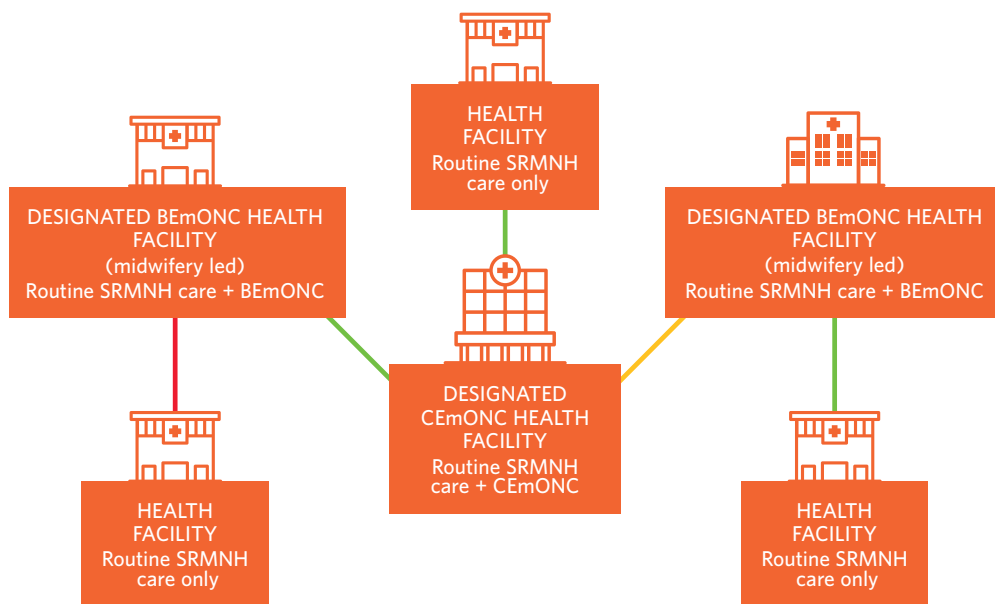 HEALTH
FACILITY
Routine SRMNH
care only
DESIGNATED BEmONC HEALTH
FACILITY
(midwifery led)
Routine SRMNH care + BEmONC
DESIGNATED BEmONC HEALTH
FACILITY
(midwifery led)
Routine SRMNH care + BEmONC
DESIGNATED
CEmONC HEALTH
FACILITY
Routine SRMNH
care + CEmONC
HEALTH
FACILITY
Routine SRMNH
care only
HEALTH
FACILITY
Routine SRMNH
care only